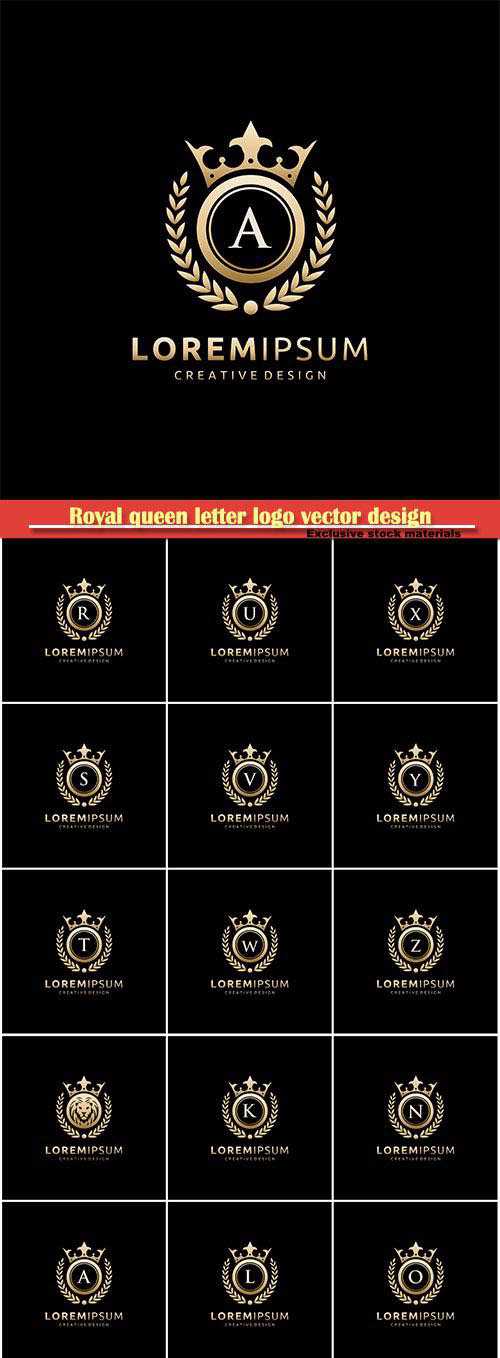 A
LOREMIPSUM
CREATIVE DESIGN
Royal queen letter logo vector design
Exclusive stock materials
R
LOREMIPSUM
CREATIVE DESIGN
U
LOREMIPSUM
CREATIVE DESIGN
X
LOREMIPSUM
CREATIVE DESIGN
S
LOREMIPSUM
CREATIVE DESIGN
V
LOREMIPSUM
CREATIVE DESIGN
Y
LOREMIPSUM
CREATIVE DESIGN
T
LOREMIPSUM
CREATIVE DESIGN
W
LOREMIPSUM
CREATIVE DESIGN
Z
LOREMIPSUM
CREATIVE DESIGN
LOREMIPSUM
CREATIVE DESIGN
K
LOREMIPSUM
CREATIVE DESIGN
N
LOREMIPSUM
CREATIVE DESIGN
A
LOREMIPSUM
CREATIVE DESIGN
L
LOREMIPSUM
CREATIVE DESIGN
O
LOREMIPSUM
CREATIVE DESIGN